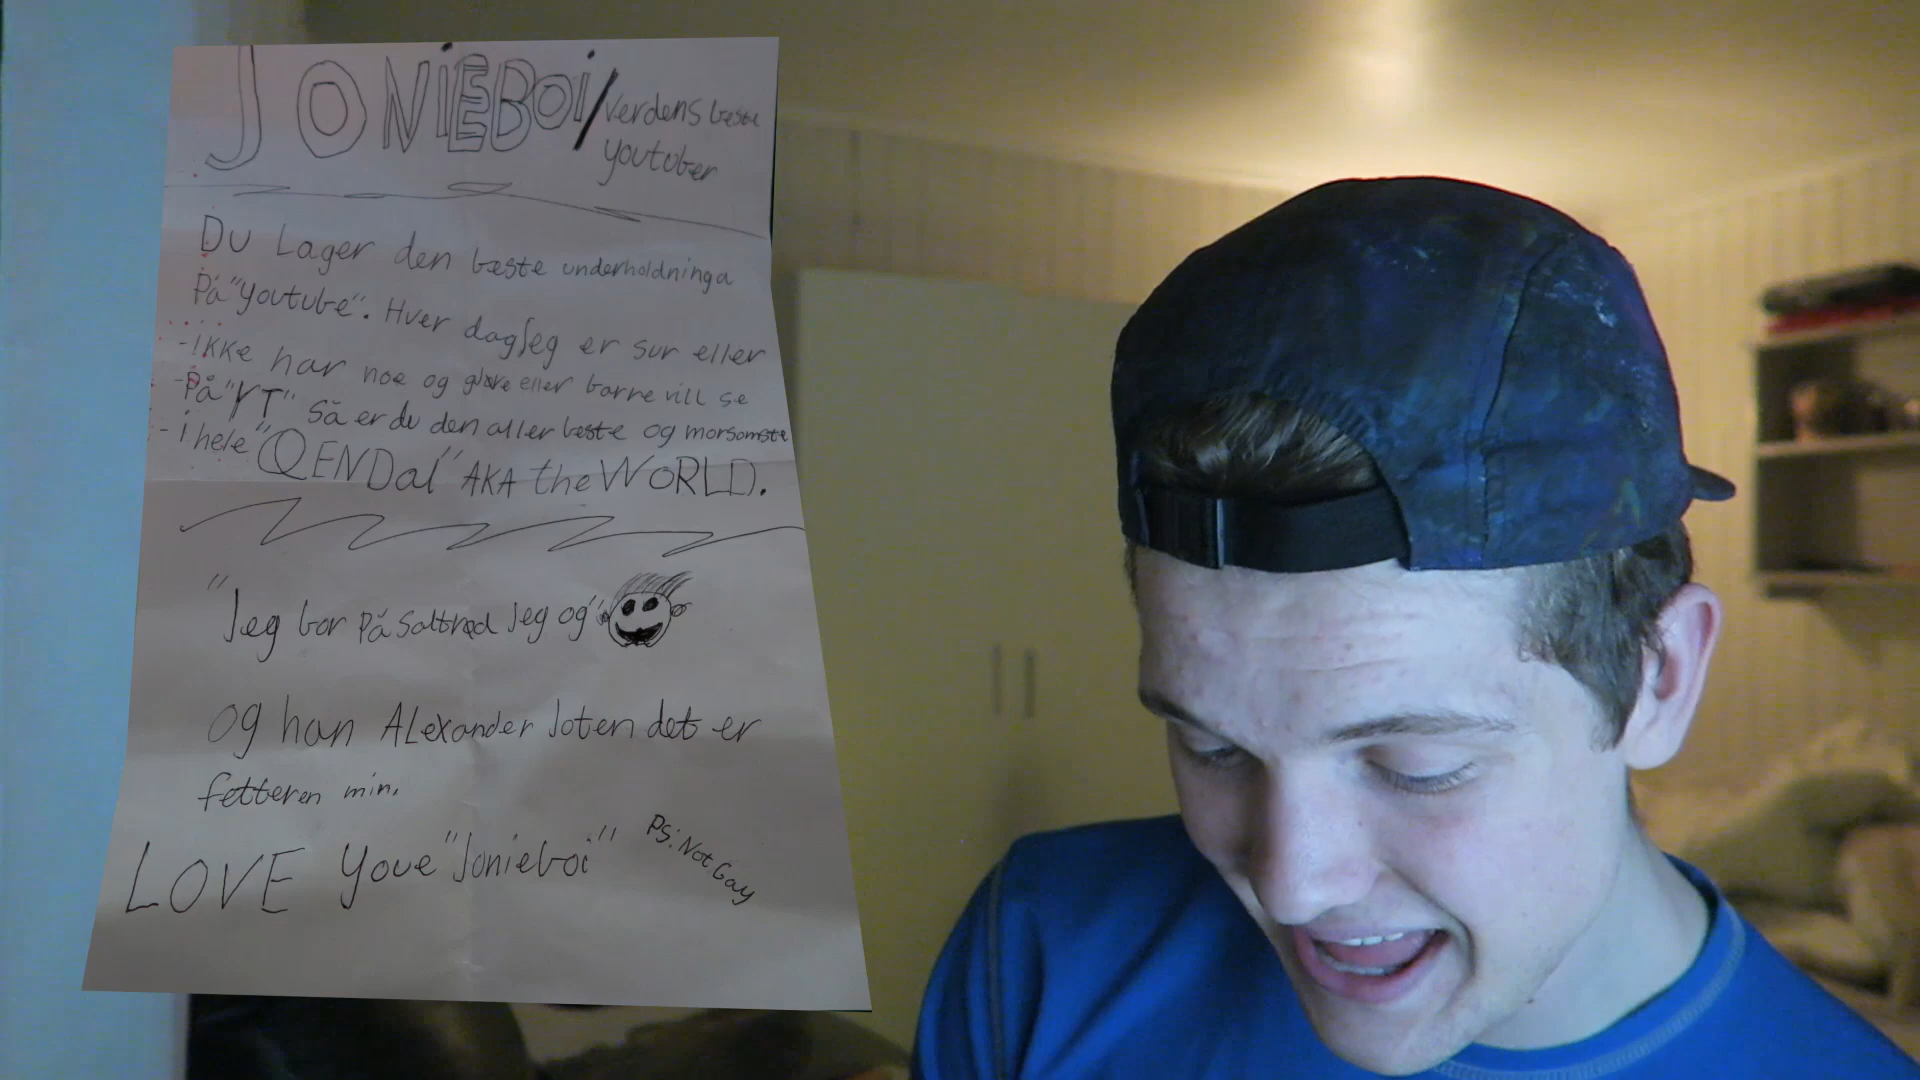 JONIEBOi/verdens beste
youtuber
Du Lager den beste underholdninga
På "youtube". Hver dag Jeg er sur eller
-ikke har noe og gjøre eller barne vill se
-På "YT" Så er du den aller beste og morsomste
-i hele "QENDal" AKA the WORLD.
"Jeg bor På Saltrød Jeg og"
og han ALexander Joten det er
fetteren min.
LOVE Youe "Jonieboi"
PS: Not Gay